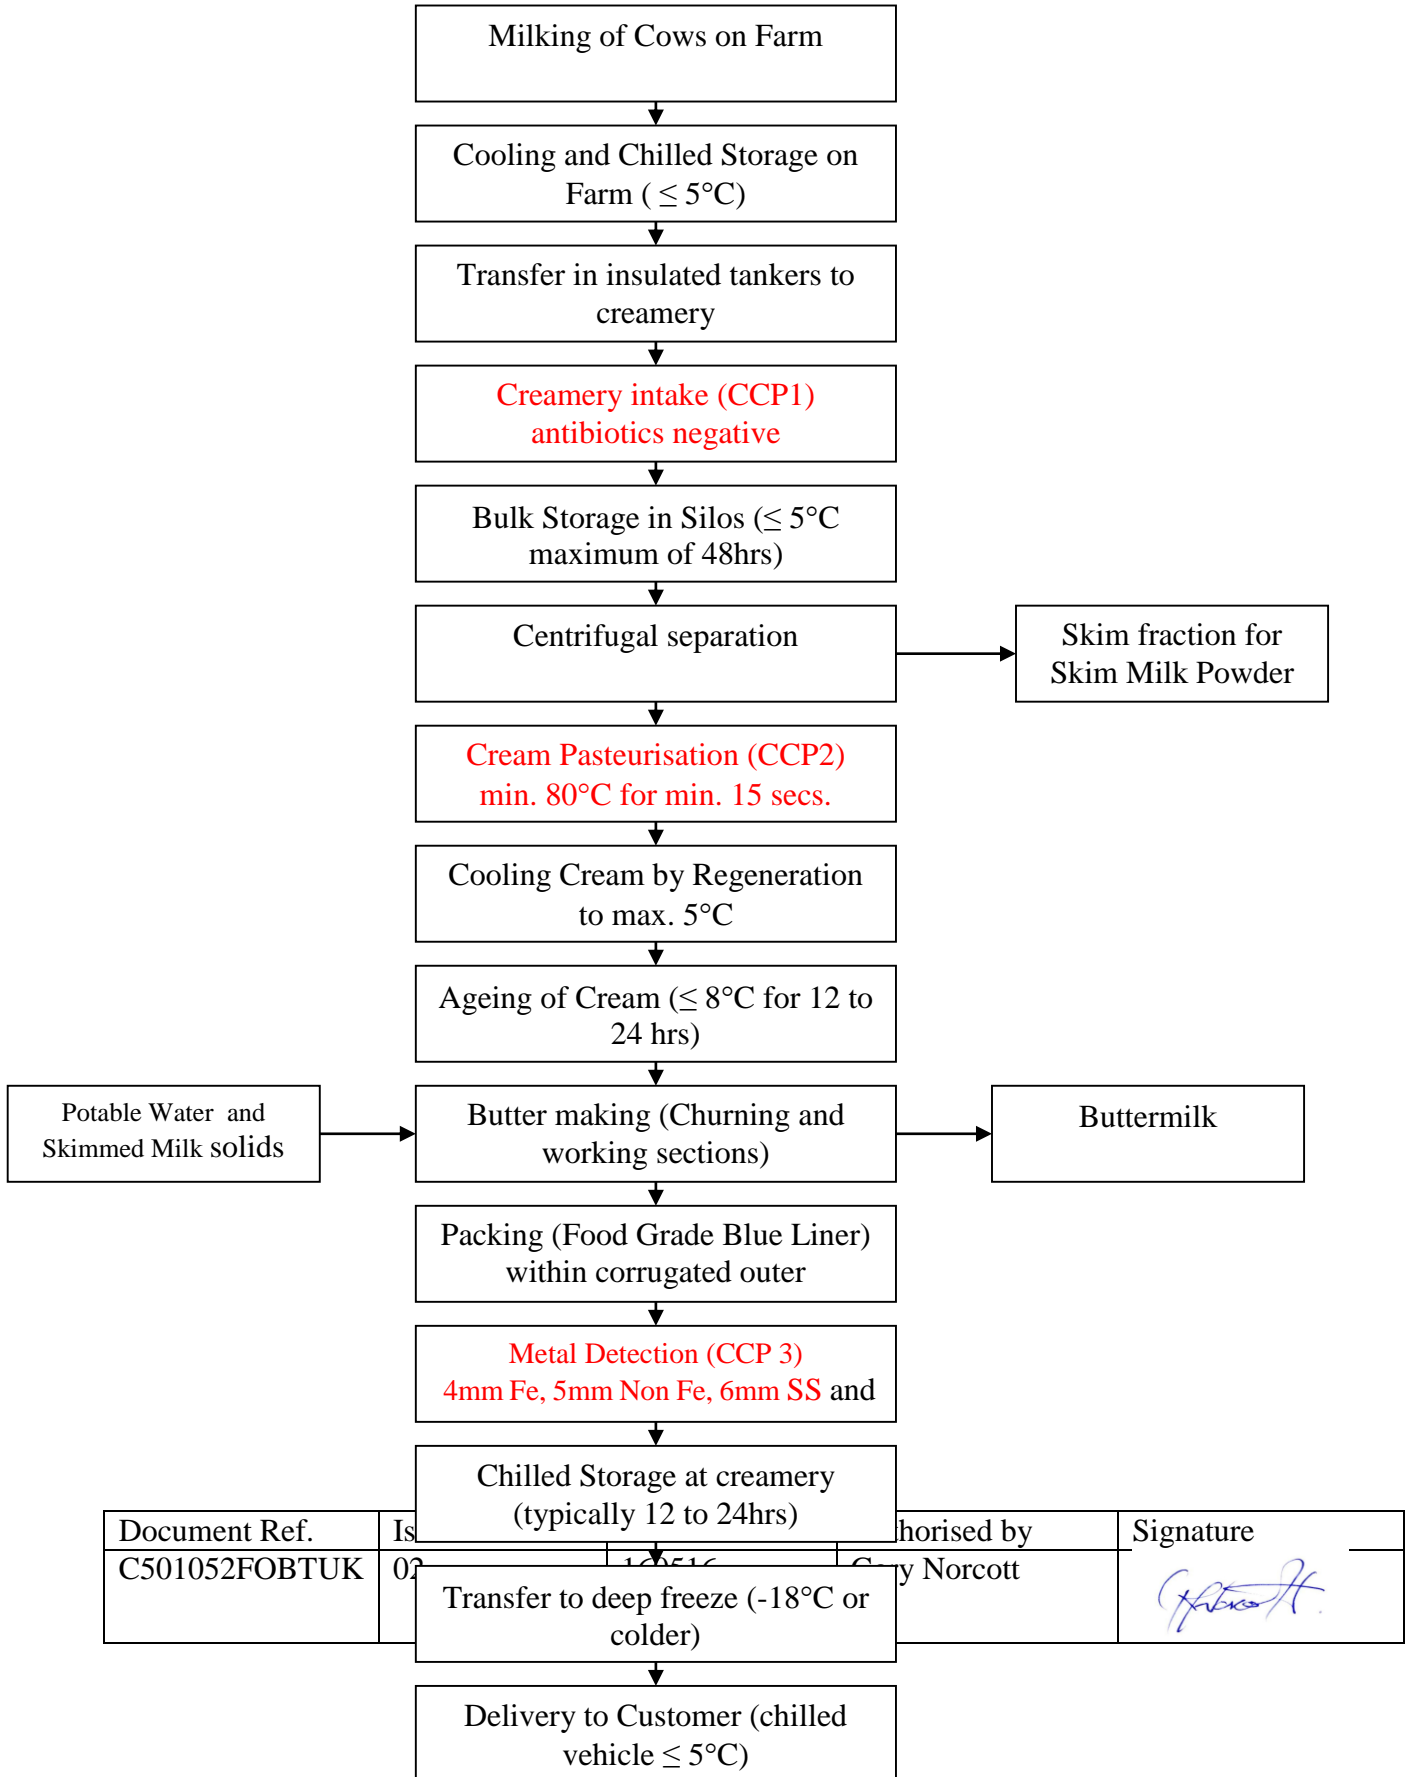 Milking of Cows on Farm
Cooling and Chilled Storage on
Farm ( ≤ 5°C)
Transfer in insulated tankers to
creamery
Creamery intake (CCP1)
antibiotics negative
Bulk Storage in Silos (≤ 5°C
maximum of 48hrs)
Centrifugal separation
Skim fraction for
Skim Milk Powder
Cream Pasteurisation (CCP2)
min. 80°C for min. 15 secs.
Cooling Cream by Regeneration
to max. 5°C
Ageing of Cream (≤ 8°C for 12 to
24 hrs)
Potable Water and
Skimmed Milk solids
Butter making (Churning and
working sections)
Buttermilk
Packing (Food Grade Blue Liner)
within corrugated outer
Metal Detection (CCP 3)
4mm Fe, 5mm Non Fe, 6mm SS and
Chilled Storage at creamery
(typically 12 to 24hrs)
Document Ref. Is horised by Signature
C501052FOBTUK 02 y Norcott
Transfer to deep freeze (-18°C or
colder)
Delivery to Customer (chilled
vehicle ≤ 5°C)